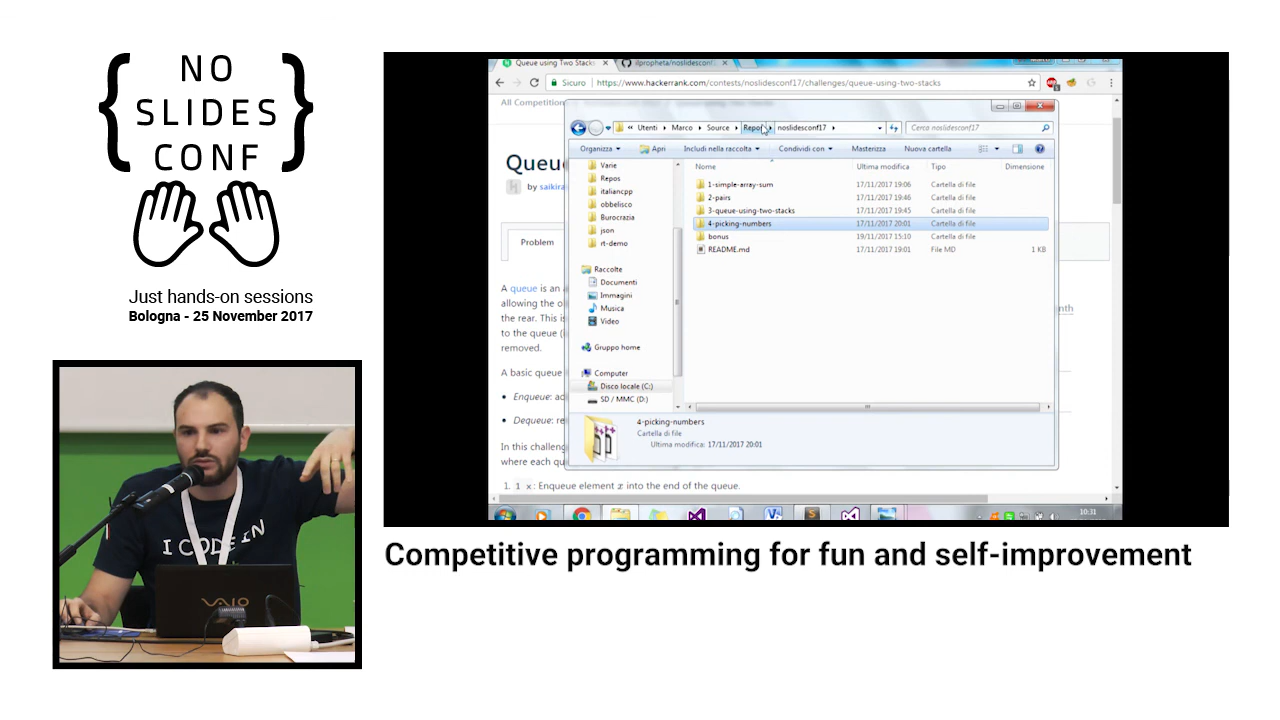 { NO
SLIDES
CONF }
Just hands-on sessions
Bologna - 25 November 2017
I CODE IN
VAIO
Queue using Two Stack
ilpropheta/noslidesconf
Sicuro
https://www.hackerrank.com/contests/noslidesconf17/challenges/queue-using-two-stacks
All Competition
Queu
by saikira
Problem
A queue is an
allowing the o
the rear. This is
to the queue (
removed.
A basic queue
• Enqueue: ad
• Dequeue: re
In this challeng
where each qu
1. 1 x: Enqueue element x into the end of the queue.
nth
« Utenti Marco Source Repos noslidesconf17
Cerca noslidesconf17
Organizza Apri Includi nella raccolta Condividi con Masterizza Nuova cartella
Varie
Repos
italiancpp
obbelisco
Burocrazia
json
rt-demo
Raccolte
Documenti
Immagini
Musica
Video
Gruppo home
Computer
Disco locale (C:)
SD / MMC (D:)
Nome Ultima modifica Tipo Dimensione
1-simple-array-sum 17/11/2017 19:06 Cartella di file
2-pairs 17/11/2017 19:46 Cartella di file
3-queue-using-two-stacks 17/11/2017 19:45 Cartella di file
4-picking-numbers 17/11/2017 20:01 Cartella di file
bonus 19/11/2017 15:10 Cartella di file
README.md 17/11/2017 19:01 File MD 1 KB
4-picking-numbers
Cartella di file
Ultima modifica: 17/11/2017 20:01
10:31
Competitive programming for fun and self-improvement